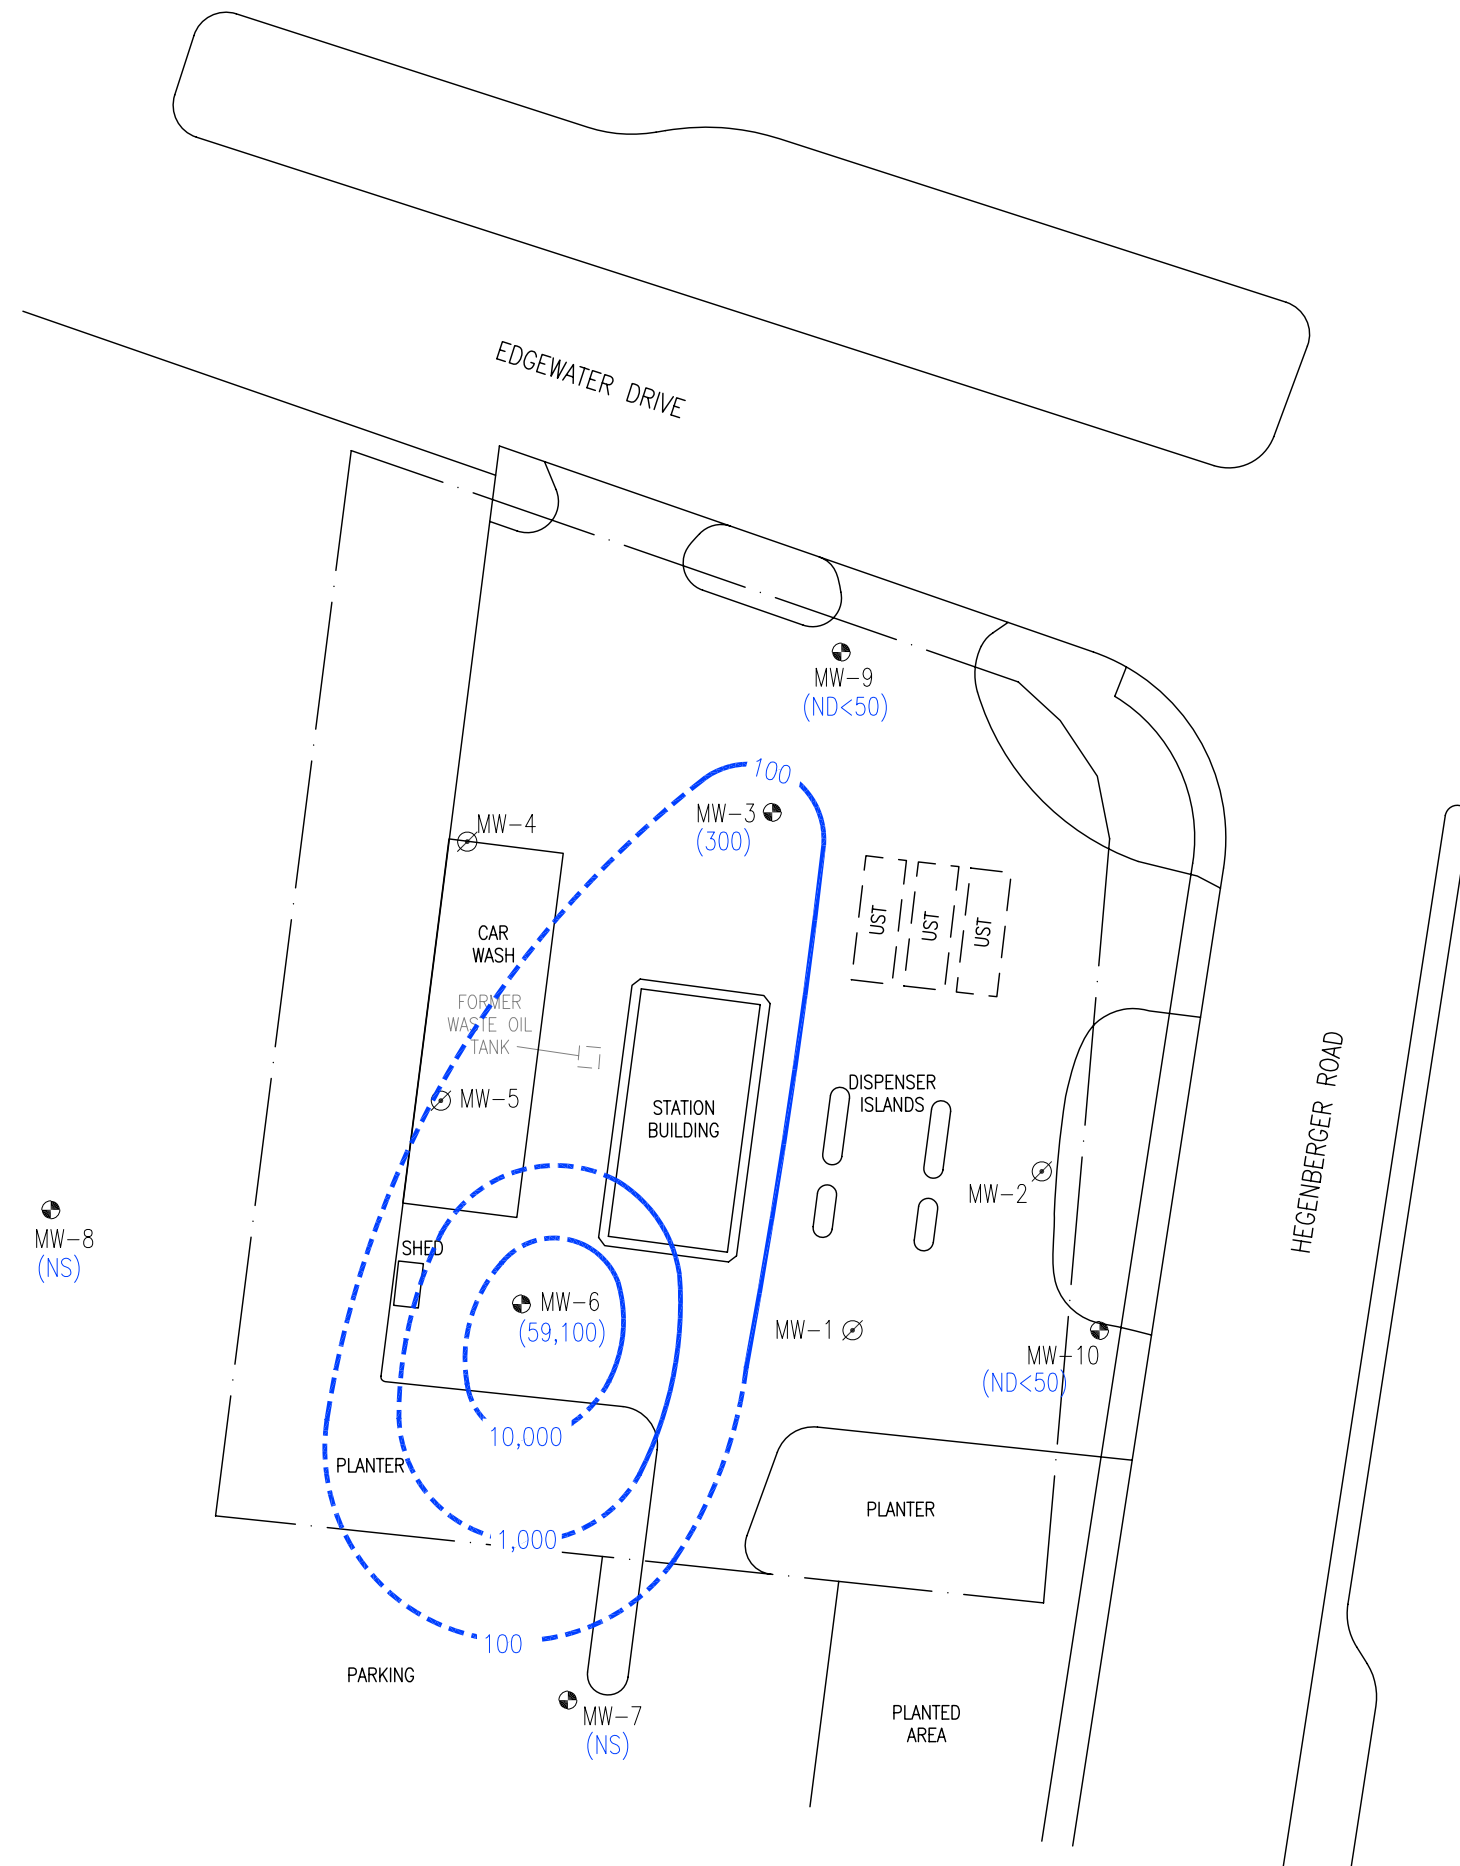 EDGEWATER DRIVE
MW-9
(ND<50)
100
MW-3
(300)
MW-4
UST
UST
UST
CAR
WASH
FORMER
WASTE OIL
TANK
MW-5
STATION
BUILDING
DISPENSER
ISLANDS
HEGENBERGER ROAD
MW-2
MW-8
(NS)
SHED
MW-6
(59,100)
MW-1
MW-10
(ND<50)
10,000
PLANTER
PLANTER
1,000
100
PARKING
MW-7
(NS)
PLANTED
AREA